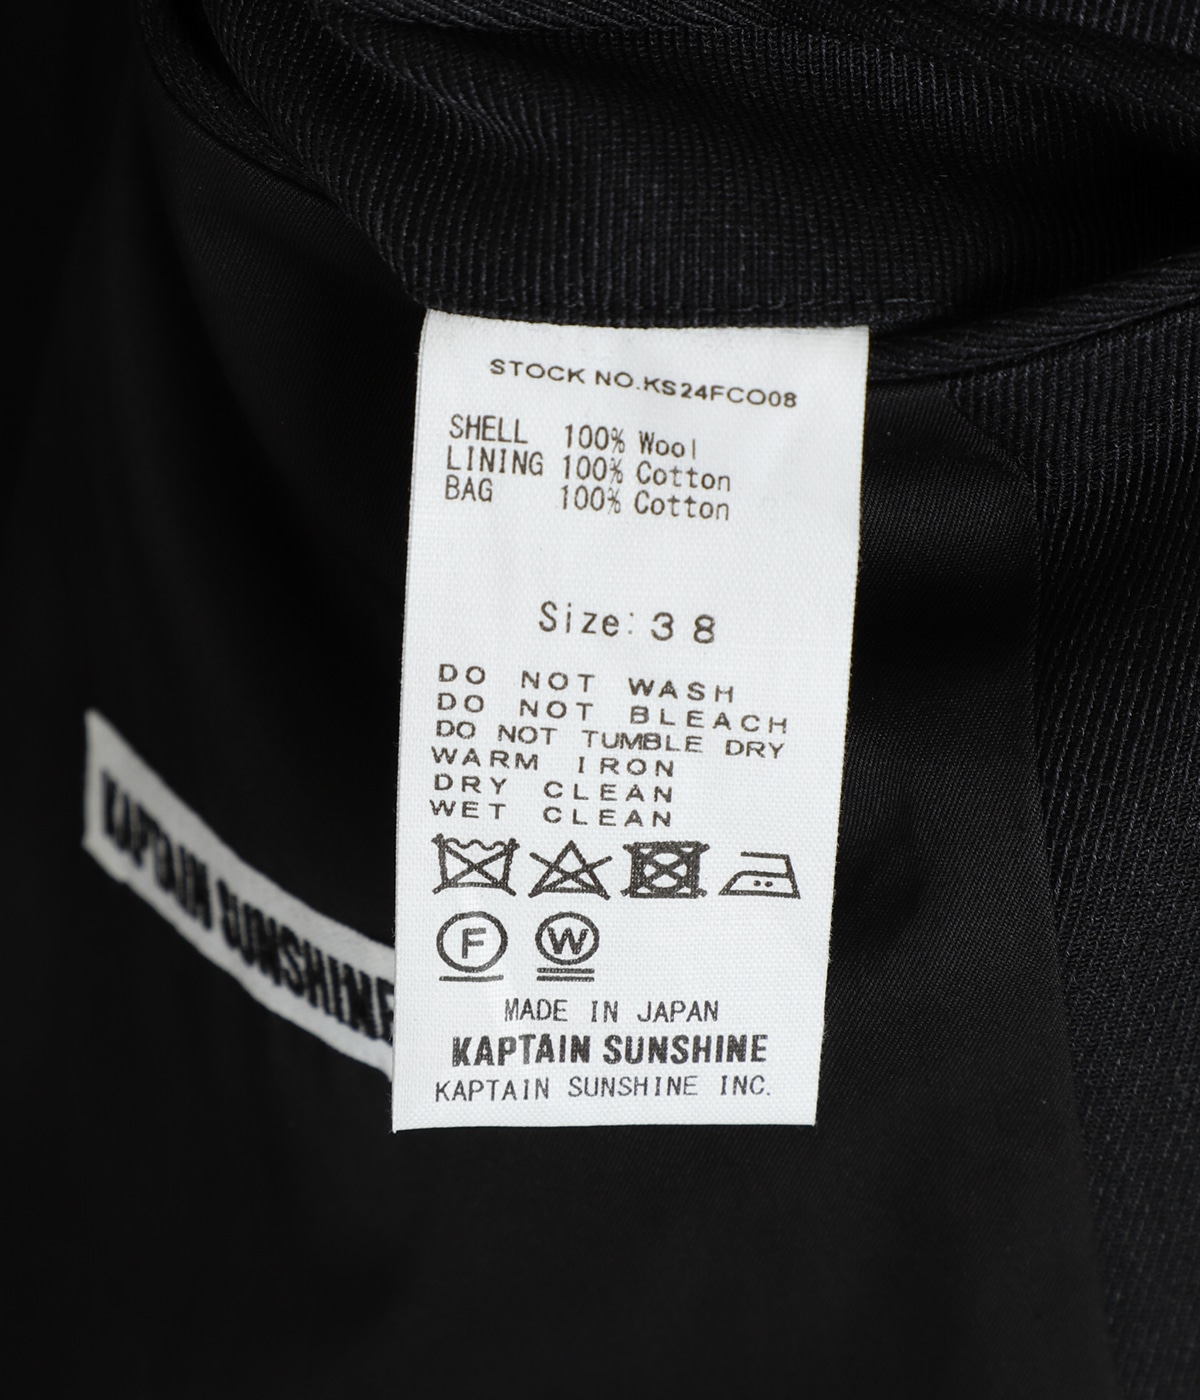 STOCK NO.KS24FCO08
SHELL 100% Wool
LINING 100% Cotton
BAG 100% Cotton
Size: 38
DO NOT WASH
DO NOT BLEACH
DO NOT TUMBLE DRY
WARM IRON
DRY CLEAN
WET CLEAN
F W
MADE IN JAPAN
KAPTAIN SUNSHINE
KAPTAIN SUNSHINE INC.
KAPTAIN SUNSHINE